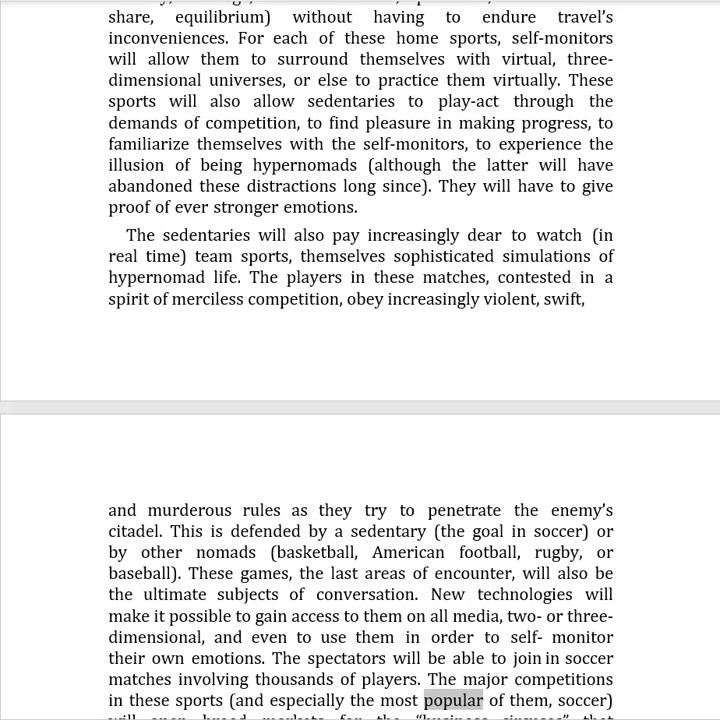 share, equilibrium) without having to endure travel’s
inconveniences. For each of these home sports, self-monitors
will allow them to surround themselves with virtual, three-
dimensional universes, or else to practice them virtually. These
sports will also allow sedentaries to play-act through the
demands of competition, to find pleasure in making progress, to
familiarize themselves with the self-monitors, to experience the
illusion of being hypernomads (although the latter will have
abandoned these distractions long since). They will have to give
proof of ever stronger emotions.
The sedentaries will also pay increasingly dear to watch (in
real time) team sports, themselves sophisticated simulations of
hypernomad life. The players in these matches, contested in a
spirit of merciless competition, obey increasingly violent, swift,
and murderous rules as they try to penetrate the enemy’s
citadel. This is defended by a sedentary (the goal in soccer) or
by other nomads (basketball, American football, rugby, or
baseball). These games, the last areas of encounter, will also be
the ultimate subjects of conversation. New technologies will
make it possible to gain access to them on all media, two- or three-
dimensional, and even to use them in order to self- monitor
their own emotions. The spectators will be able to join in soccer
matches involving thousands of players. The major competitions
in these sports (and especially the most popular of them, soccer)
will open broad markets for the “business circuses” that